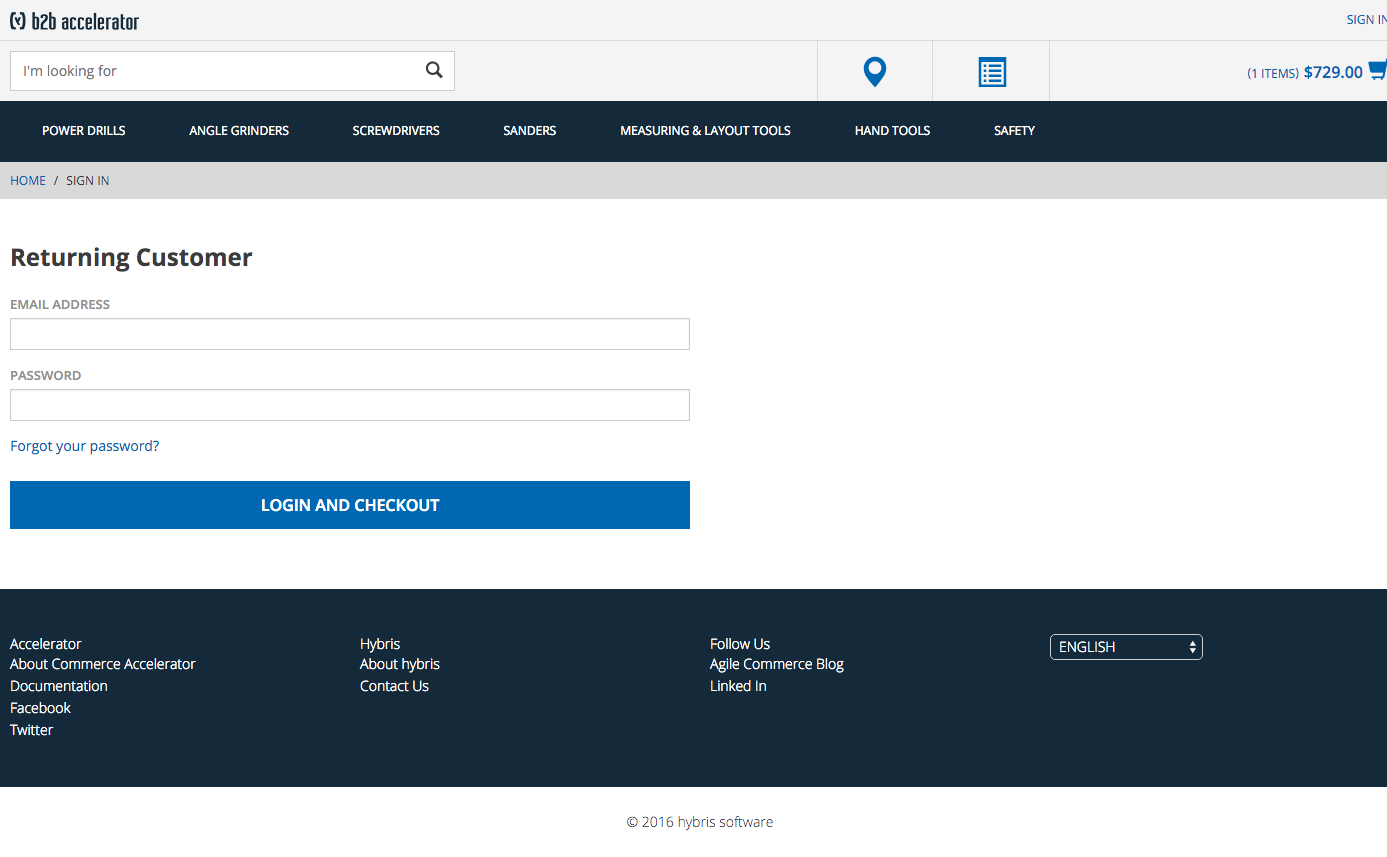 b2b accelerator
SIGN IN
I'm looking for
(1 ITEMS) $729.00
POWER DRILLS ANGLE GRINDERS SCREWDRIVERS SANDERS MEASURING & LAYOUT TOOLS HAND TOOLS SAFETY
HOME / SIGN IN
Returning Customer
EMAIL ADDRESS
PASSWORD
Forgot your password?
LOGIN AND CHECKOUT
Accelerator
About Commerce Accelerator
Documentation
Facebook
Twitter
Hybris
About hybris
Contact Us
Follow Us
Agile Commerce Blog
Linked In
ENGLISH
© 2016 hybris software